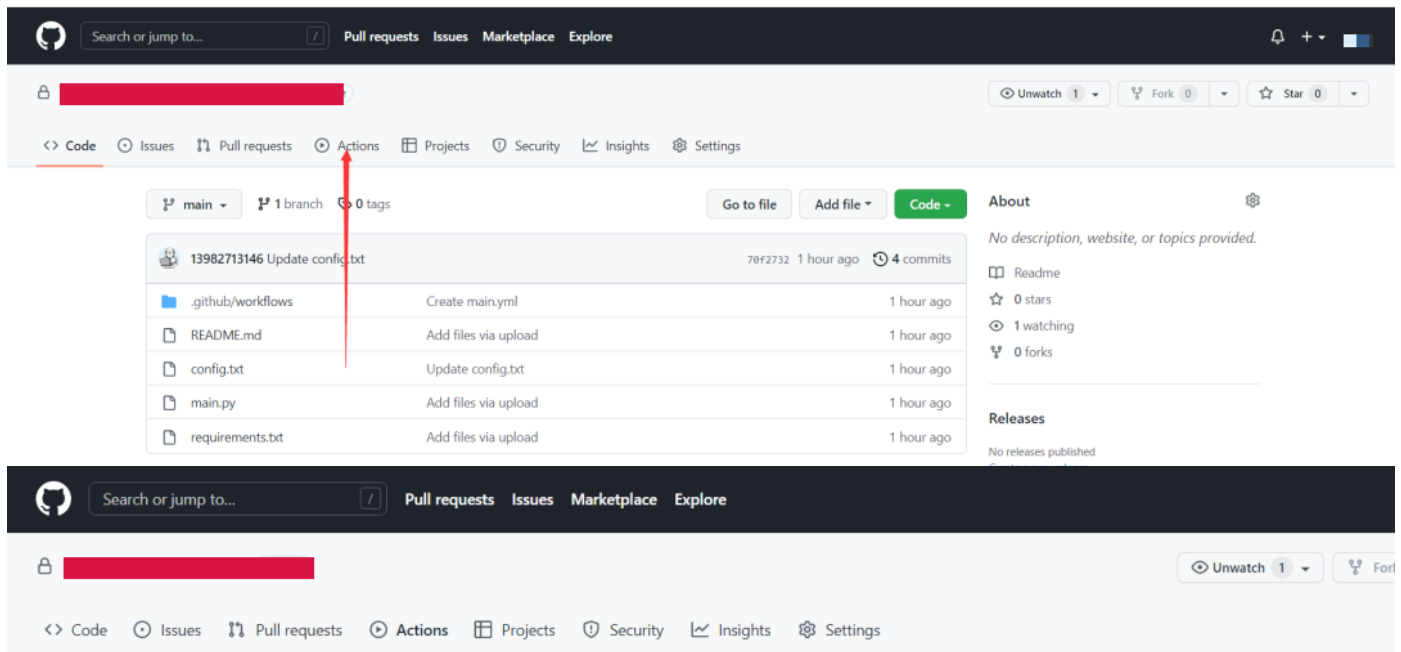 Search or jump to... / Pull requests Issues Marketplace Explore
Unwatch 1 Fork 0 Star 0
<> Code Issues Pull requests Actions Projects Security Insights Settings
main 1 branch 0 tags Go to file Add file Code About
No description, website, or topics provided.
13982713146 Update config.txt 70f2732 1 hour ago 4 commits
Readme
.github/workflows Create main.yml 1 hour ago
0 stars
1 watching
README.md Add files via upload 1 hour ago
0 forks
config.txt Update config.txt 1 hour ago
main.py Add files via upload 1 hour ago
Releases
requirements.txt Add files via upload 1 hour ago
No releases published
Search or jump to... / Pull requests Issues Marketplace Explore
Unwatch 1
<> Code Issues Pull requests Actions Projects Security Insights Settings